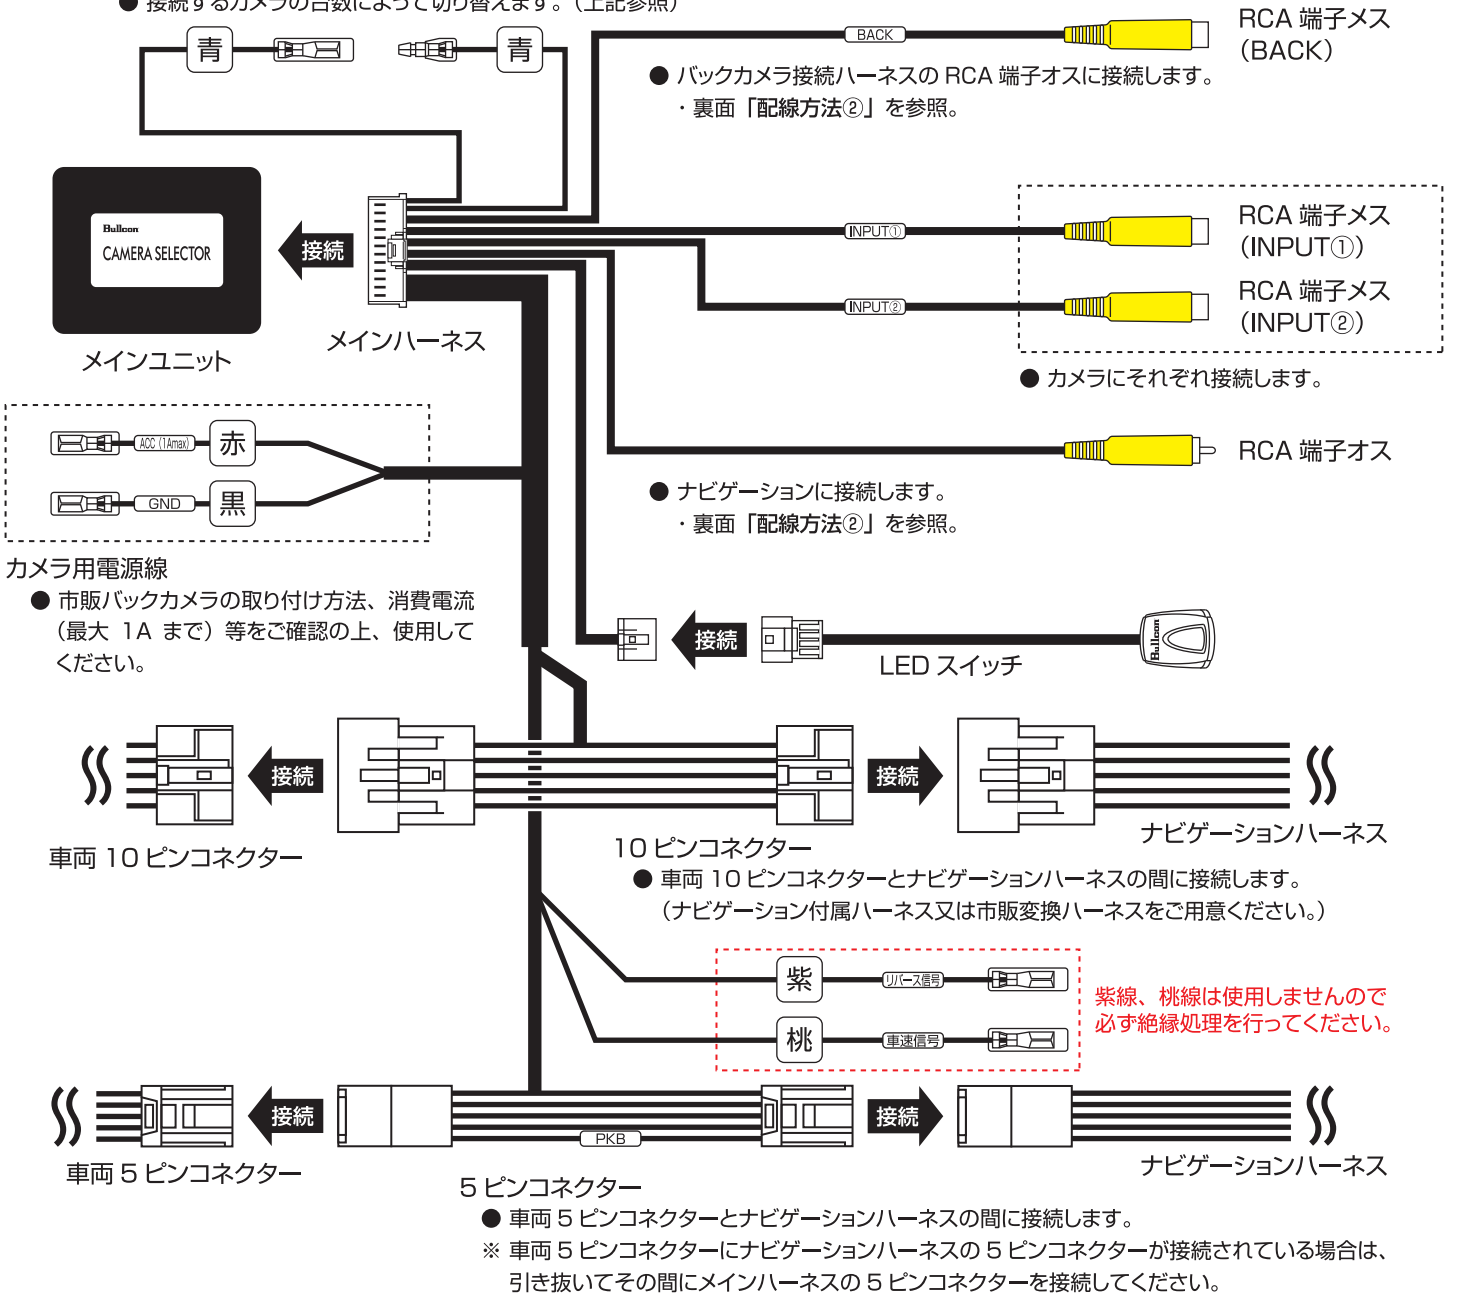 ● 接続するカメラの台数によって切り替えます。（上記参照）
青
青
BACK
RCA 端子メス
（BACK）
● バックカメラ接続ハーネスの RCA 端子オスに接続します。
・裏面「配線方法②」を参照。
Bullcon
CAMERA SELECTOR
接続
メインユニット
メインハーネス
INPUT①
RCA 端子メス
（INPUT①）
INPUT②
RCA 端子メス
（INPUT②）
● カメラにそれぞれ接続します。
ACC（1Amax）
赤
GND
黒
RCA 端子オス
● ナビゲーションに接続します。
・裏面「配線方法②」を参照。
カメラ用電源線
● 市販バックカメラの取り付け方法、消費電流
（最大 1A まで）等をご確認の上、使用して
ください。
接続
Bullcon
LED スイッチ
接続
接続
車両 10 ピンコネクター
10 ピンコネクター
ナビゲーションハーネス
● 車両 10 ピンコネクターとナビゲーションハーネスの間に接続します。
（ナビゲーション付属ハーネス又は市販変換ハーネスをご用意ください。）
紫
リバース信号
桃
車速信号
紫線、桃線は使用しませんので
必ず絶縁処理を行ってください。
接続
PKB
接続
車両 5 ピンコネクター
5 ピンコネクター
ナビゲーションハーネス
● 車両 5 ピンコネクターとナビゲーションハーネスの間に接続します。
※ 車両 5 ピンコネクターにナビゲーションハーネスの 5 ピンコネクターが接続されている場合は、
引き抜いてその間にメインハーネスの 5 ピンコネクターを接続してください。